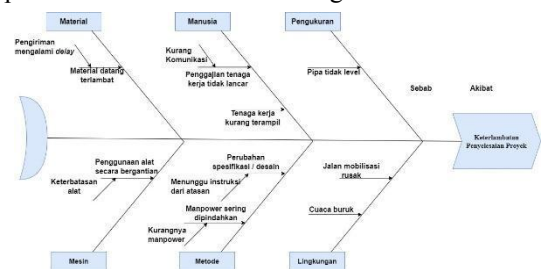 Material
Manusia
Pengukuran
Pengiriman
mengalami delay
Material datang
terlambat
Kurang
Komunikasi
Penggajian tenaga
kerja tidak lancar
Tenaga kerja
kurang terampil
Pipa tidak level
Sebab
Akibat
Keterlambatan
Penyelesaian Proyek
Penggunaan alat
secara bergantian
Keterbatasan
alat
Perubahan
spesifikasi / desain
Menunggu instruksi
dari atasan
Manpower sering
dipindahkan
Kurangnya
manpower
Jalan mobilisasi
rusak
Cuaca buruk
Mesin
Metode
Lingkungan